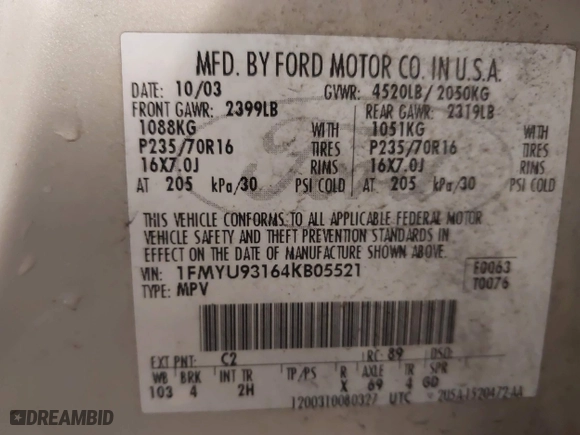 MFD. BY FORD MOTOR CO. IN U.S.A.
DATE: 10/03 GVWR: 4520LB/ 2050KG
FRONT GAWR: 2399LB REAR GAWR: 2319LB
1088KG WITH 1051KG WITH
P235/70R16 TIRES P235/70R16 TIRES
16X7.0J RIMS 16X7.0J RIMS
AT 205 kPa/30 PSI COLD AT 205 kPa/30 PSI COLD
THIS VEHICLE CONFORMS TO ALL APPLICABLE FEDERAL MOTOR
VEHICLE SAFETY AND THEFT PREVENTION STANDARDS IN
EFFECT ON THE DATE OF MANUFACTURE SHOWN ABOVE.
VIN: 1FMYU93164KB05521 F0063
TYPE: MPV T0076
EXT PNT: C2 RC: 89 DSO:
WB BRK INT TR TP/PS R AXLE TR SPR
103 4 2H X 69 4 GD
UTC
DREAMBID